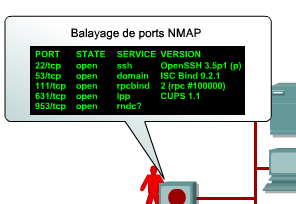 Balayage de ports NMAP
PORT STATE SERVICE VERSION
22/tcp open ssh OpenSSH 3.5p1 (p)
53/tcp open domain ISC Bind 9.2.1
111/tcp open rpcbind 2 (rpc #100000)
631/tcp open ipp CUPS 1.1
953/tcp open rndc?